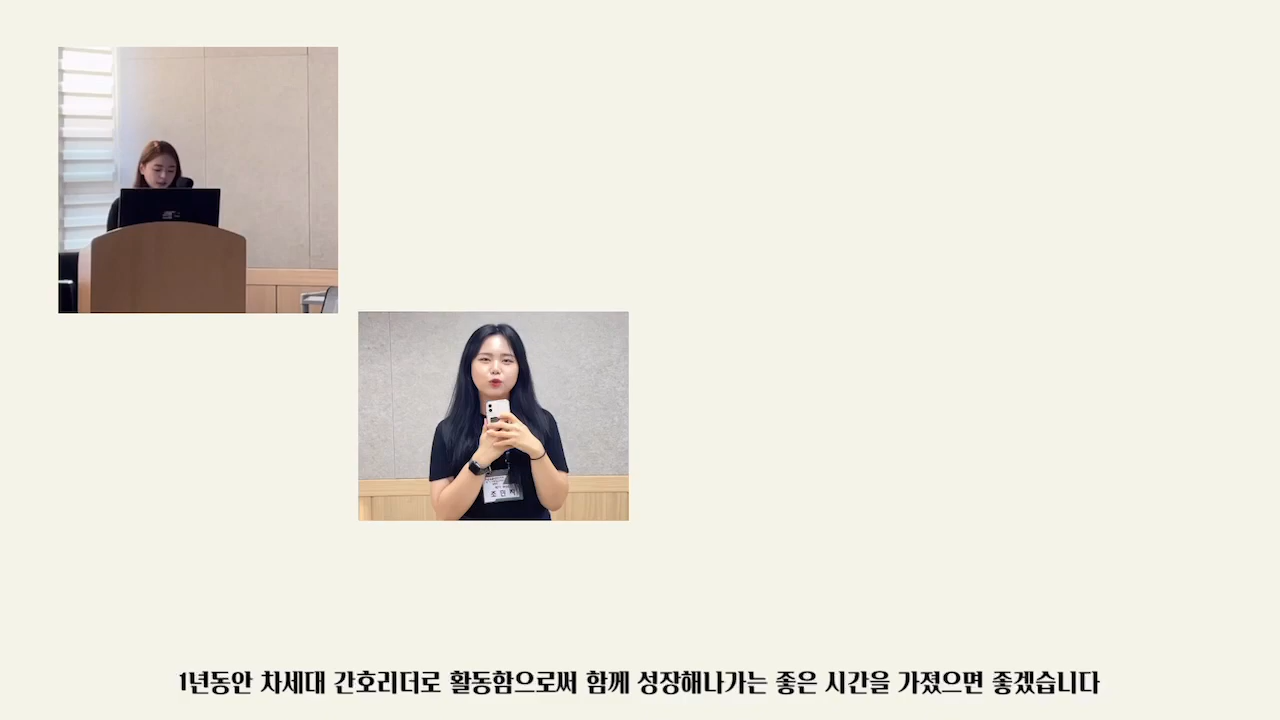 1년동안 차세대 간호리더로 활동함으로써 함께 성장해나가는 좋은 시간을 가졌으면 좋겠습니다